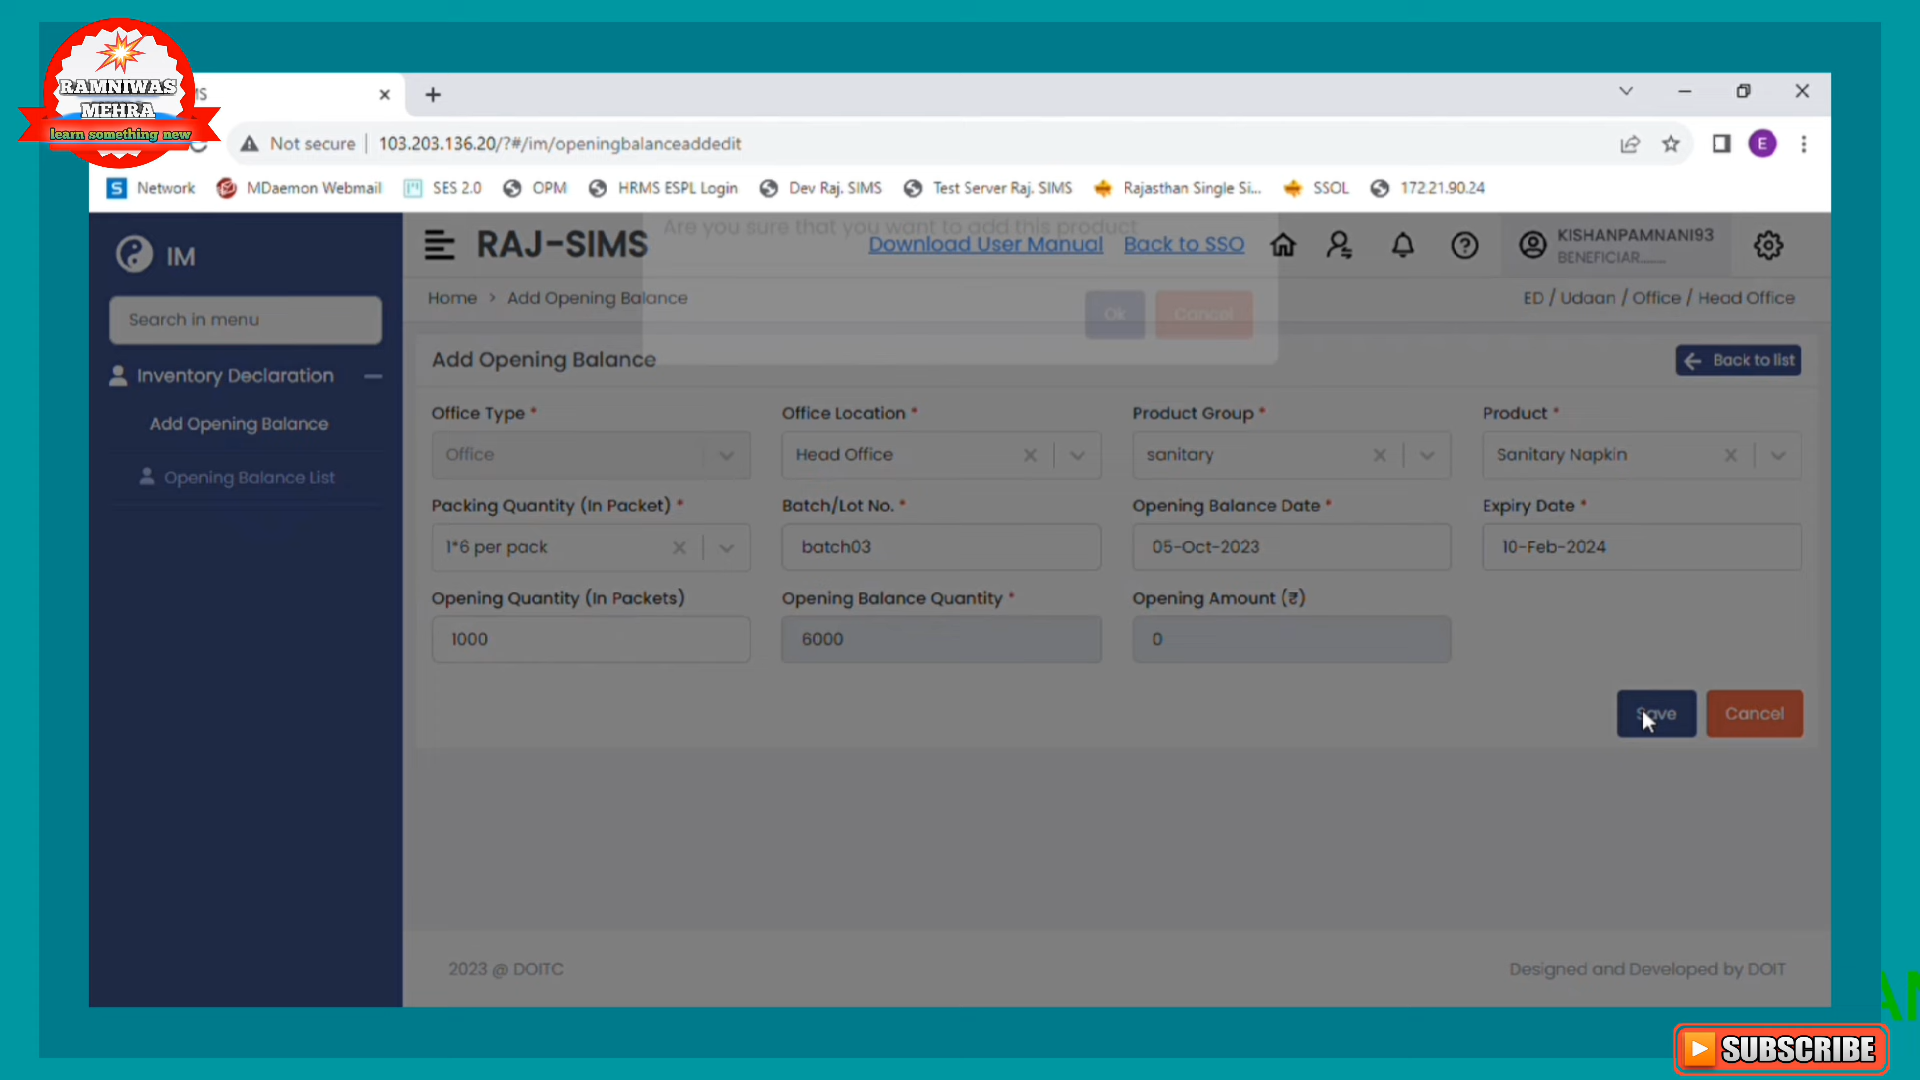 RAMNIWAS
MEHRA
learn something new
MS
Not secure 103.203.136.20/?#/im/openingbalanceaddedit
E
S Network MDaemon Webmail SES 2.0 OPM HRMS ESPL Login Dev Raj. SIMS Test Server Raj. SIMS Rajasthan Single Si... SSOL 172.21.90.24
Are you sure that you want to add this product
Ok Cancel
IM
RAJ-SIMS
Download User Manual Back to SSO
KISHANPAMNANI93
BENEFICIAR........
Home > Add Opening Balance
ED / Udaan / Office / Head Office
Search in menu
Inventory Declaration
Add Opening Balance
Opening Balance List
Add Opening Balance
Back to list
Office Type * Office Location * Product Group * Product *
Office Head Office sanitary Sanitary Napkin
Packing Quantity (In Packet) * Batch/Lot No. * Opening Balance Date * Expiry Date *
1*6 per pack batch03 05-Oct-2023 10-Feb-2024
Opening Quantity (In Packets) Opening Balance Quantity * Opening Amount (₹)
1000 6000 0
Save Cancel
2023 @ DOITC
Designed and Developed by DOIT
SUBSCRIBE